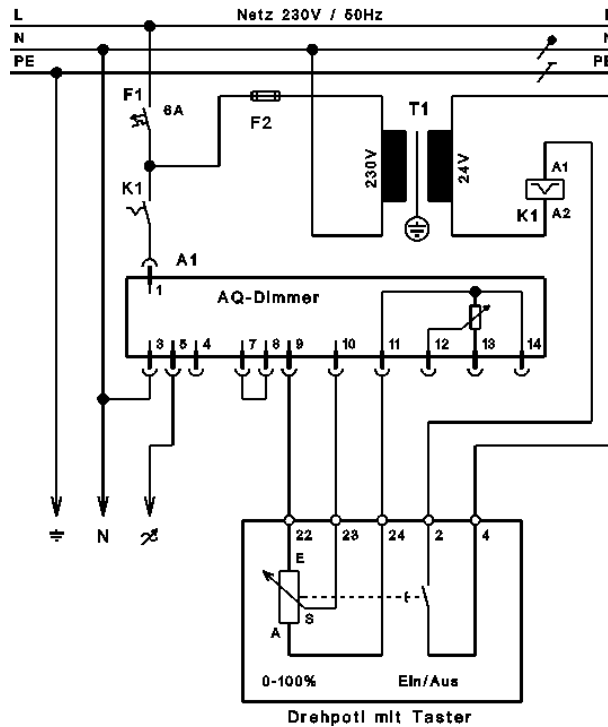 L Netz 230V / 50Hz L
N N
PE PE
F1 6A F2 T1
230V 24V
A1
K1 K1 A2
A1
1
AQ-Dimmer
3 5 4 7 8 9 10 11 12 13 14
N
22 23 24 2 4
E
S
A
0-100% Ein/Aus
Drehpoti mit Taster